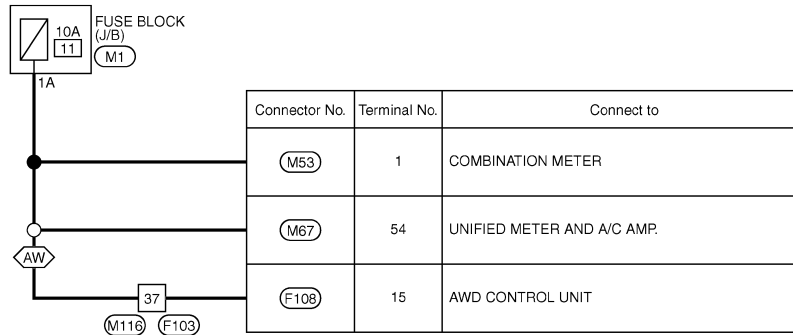 FUSE BLOCK
(J/B)
10A
11
M1
1A
Connector No. Terminal No. Connect to
M53 1 COMBINATION METER
M67 54 UNIFIED METER AND A/C AMP.
AW
37 F108 15 AWD CONTROL UNIT
M116 F103